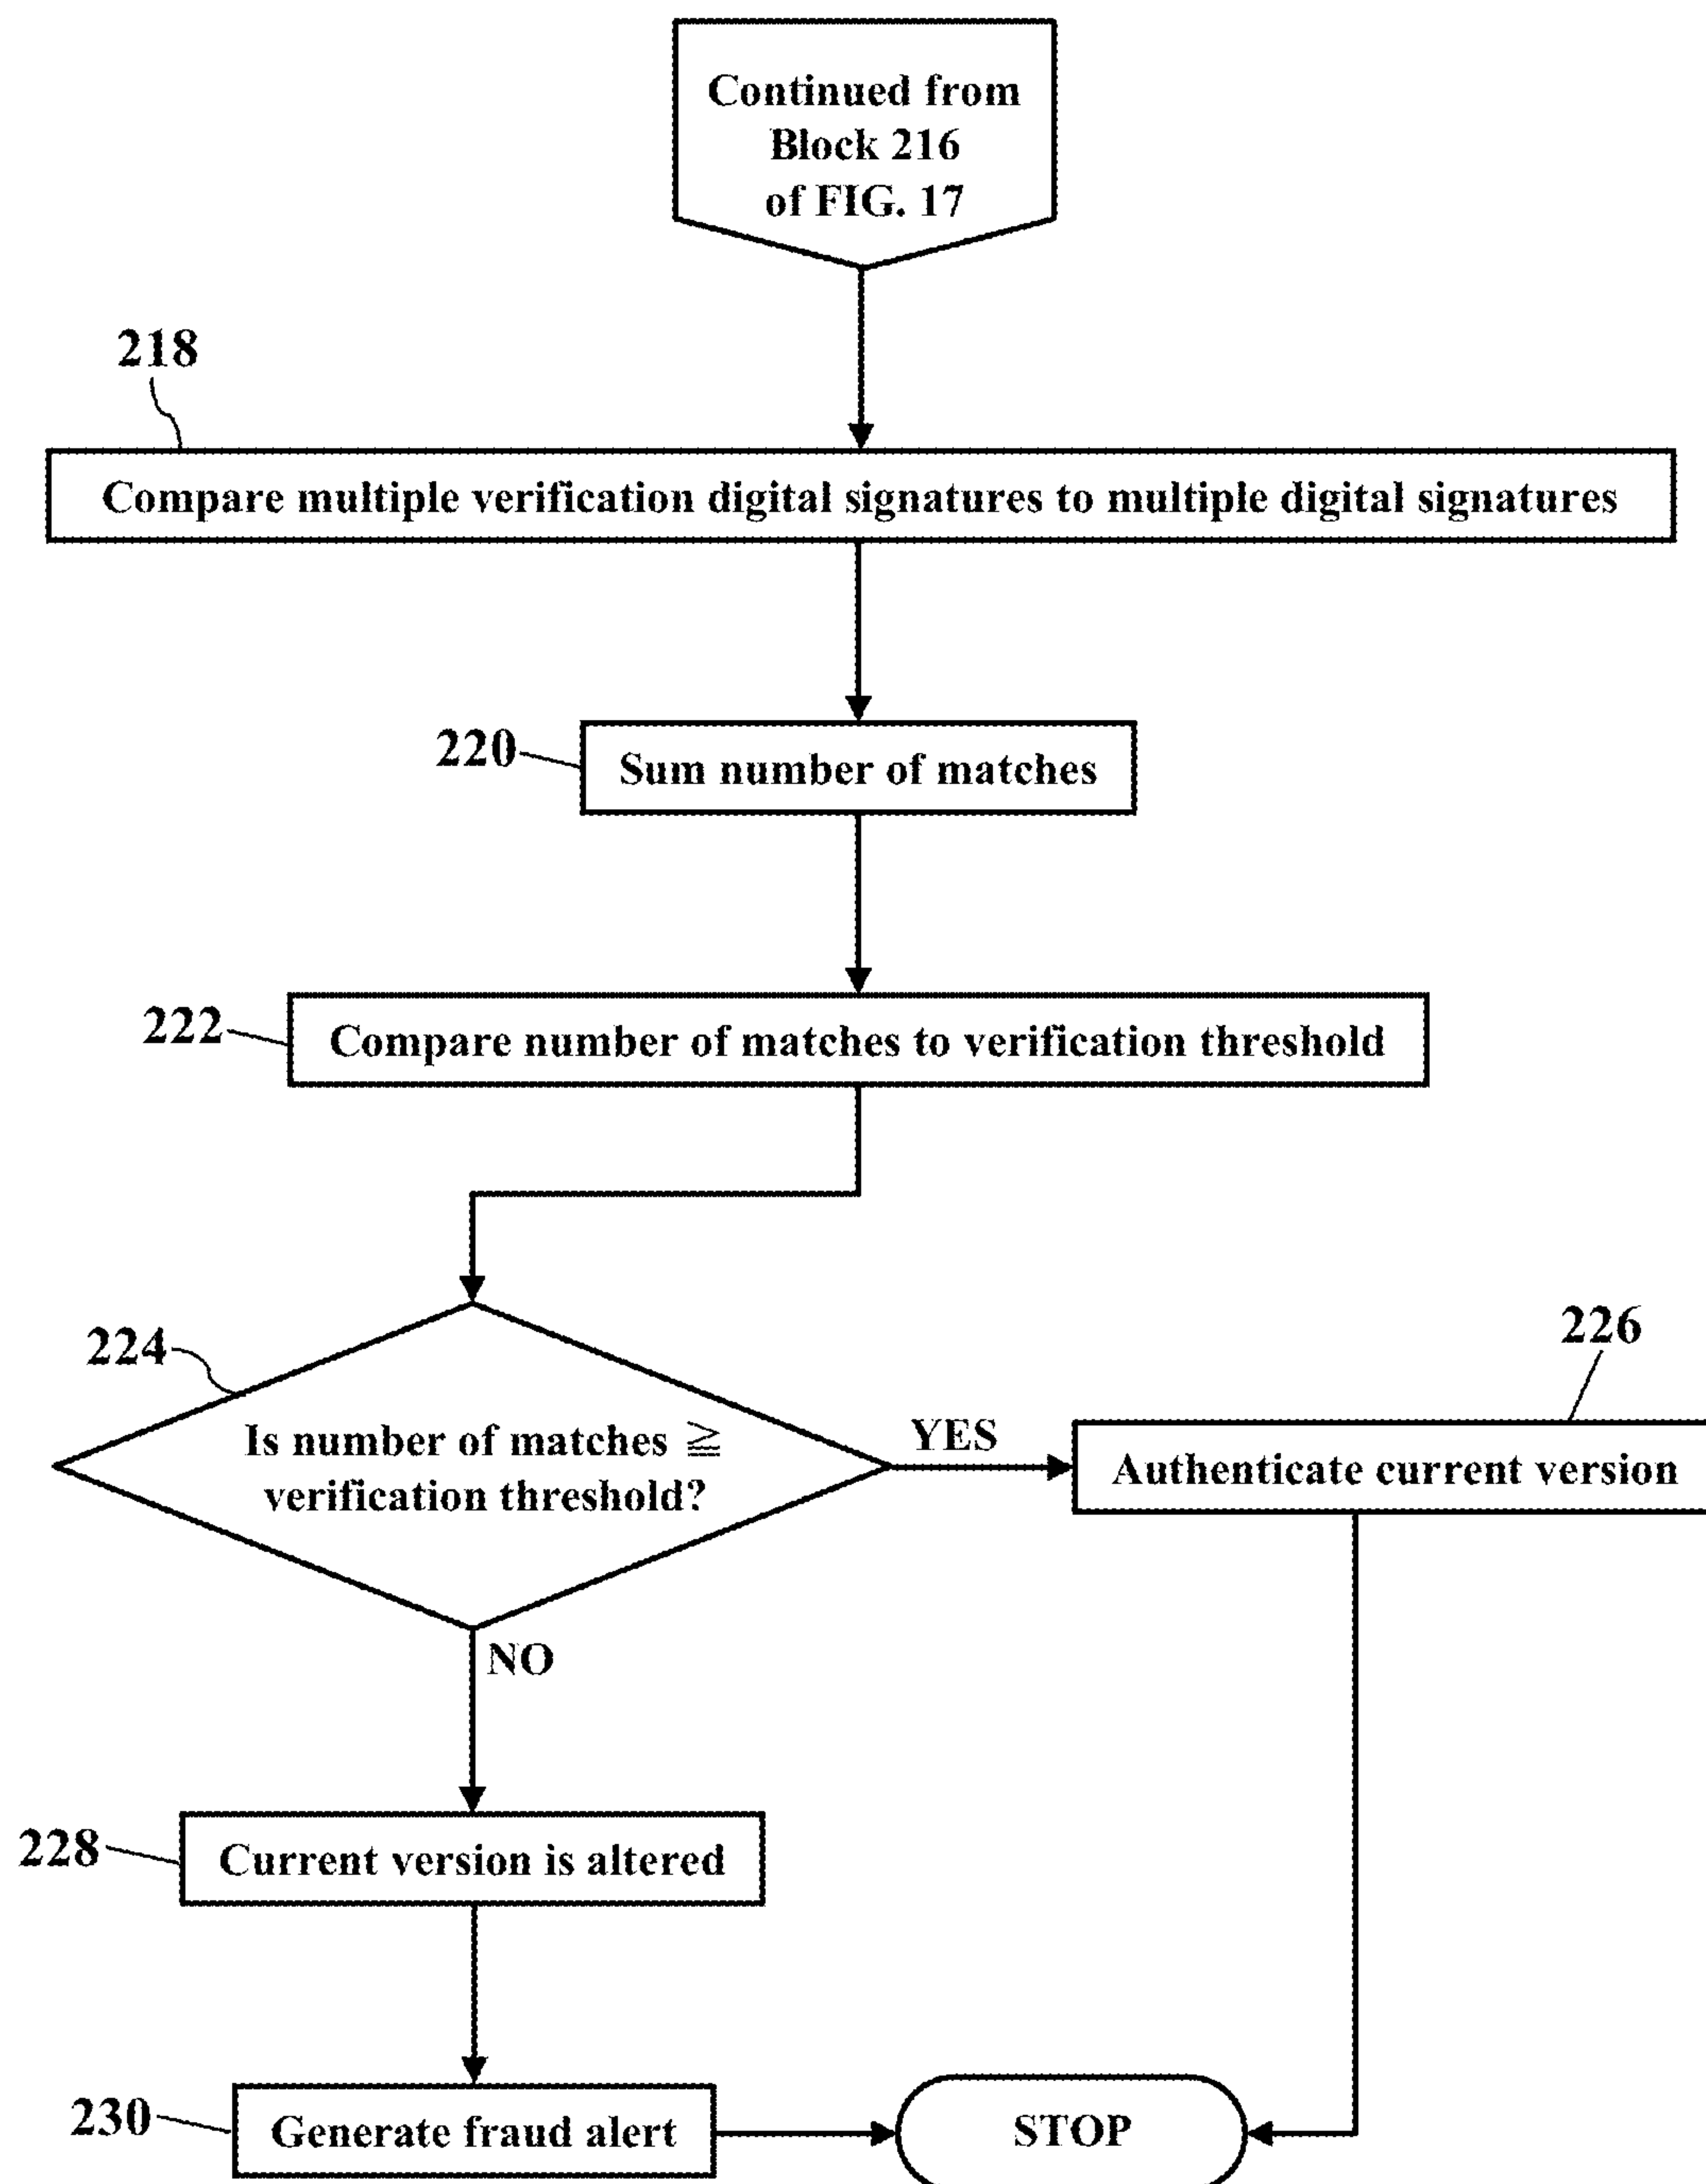 Continued from
Block 216
of FIG. 17
218
Compare multiple verification digital signatures to multiple digital signatures
220
Sum number of matches
222
Compare number of matches to verification threshold
224
Is number of matches ≧
verification threshold?
YES
226
Authenticate current version
NO
228
Current version is altered
230
Generate fraud alert
STOP